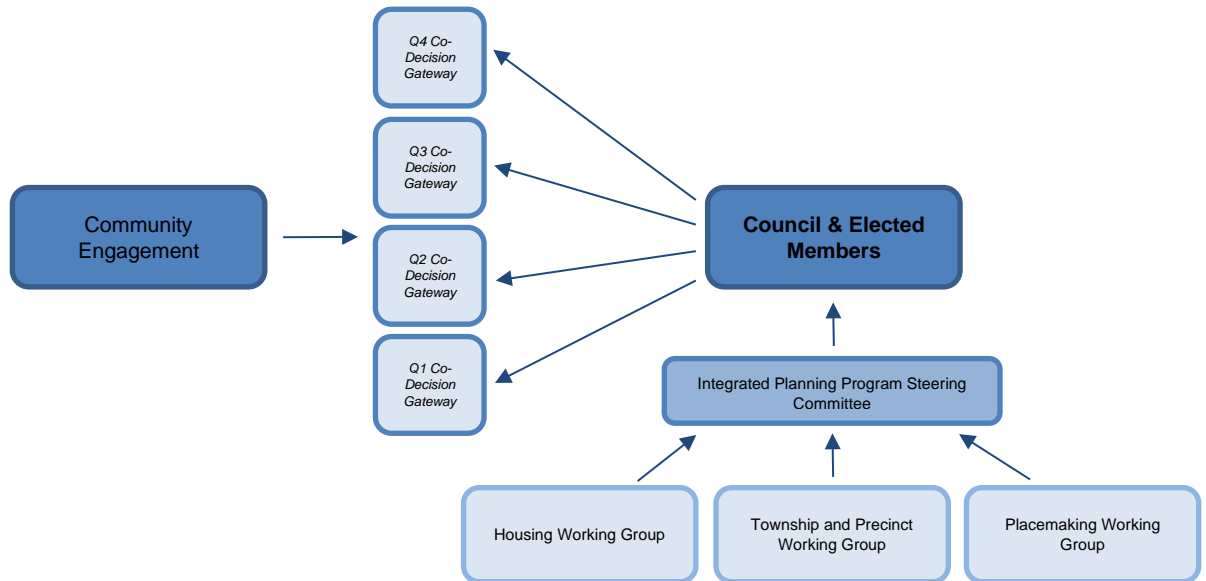 Q4 Co-
Decision
Gateway
Q3 Co-
Decision
Gateway
Community
Engagement
Council & Elected
Members
Q2 Co-
Decision
Gateway
Q1 Co-
Decision
Gateway
Integrated Planning Program Steering
Committee
Housing Working Group
Township and Precinct
Working Group
Placemaking Working
Group